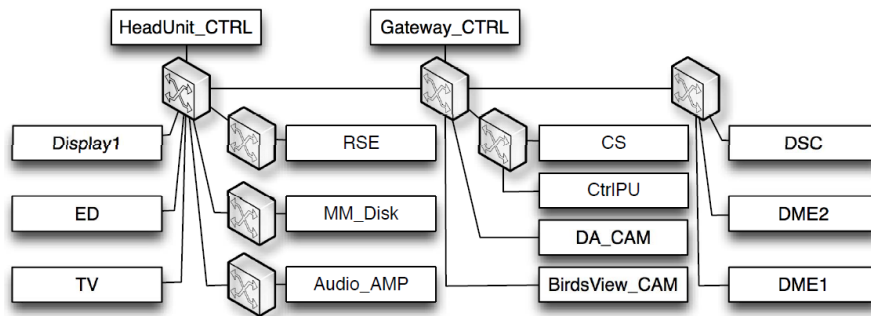 HeadUnit_CTRL
Gateway_CTRL
Display1
RSE
CS
DSC
CtrlPU
ED
MM_Disk
DA_CAM
DME2
TV
Audio_AMP
BirdsView_CAM
DME1